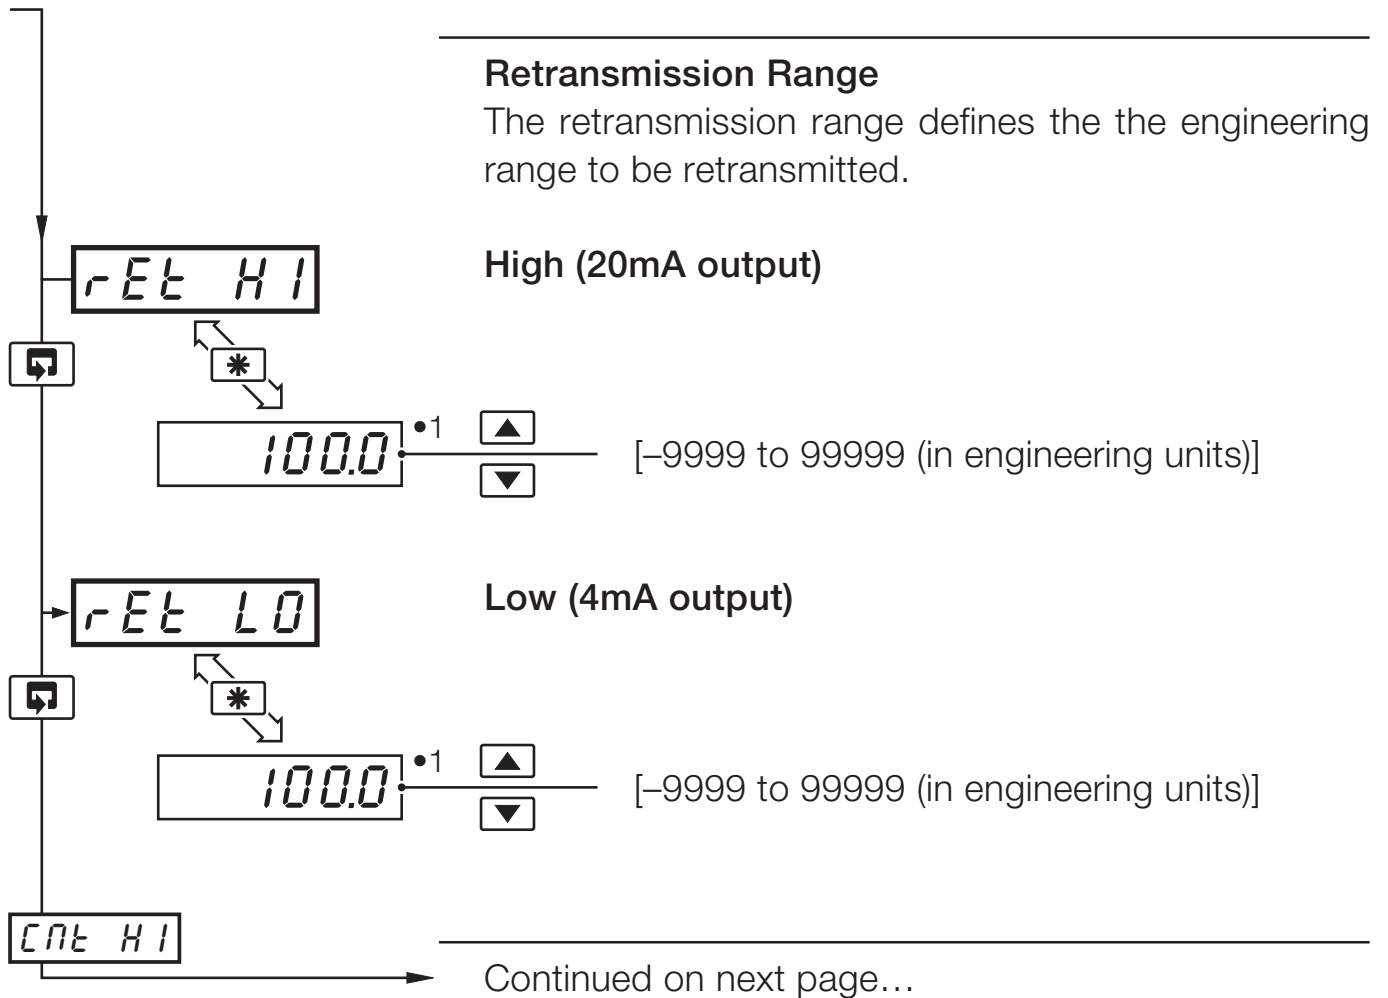 Retransmission Range
The retransmission range defines the the engineering
range to be retransmitted.
rEt HI
High (20mA output)
100.0
•1
[–9999 to 99999 (in engineering units)]
rEt LO
Low (4mA output)
100.0
•1
[–9999 to 99999 (in engineering units)]
Cnt HI
Continued on next page…